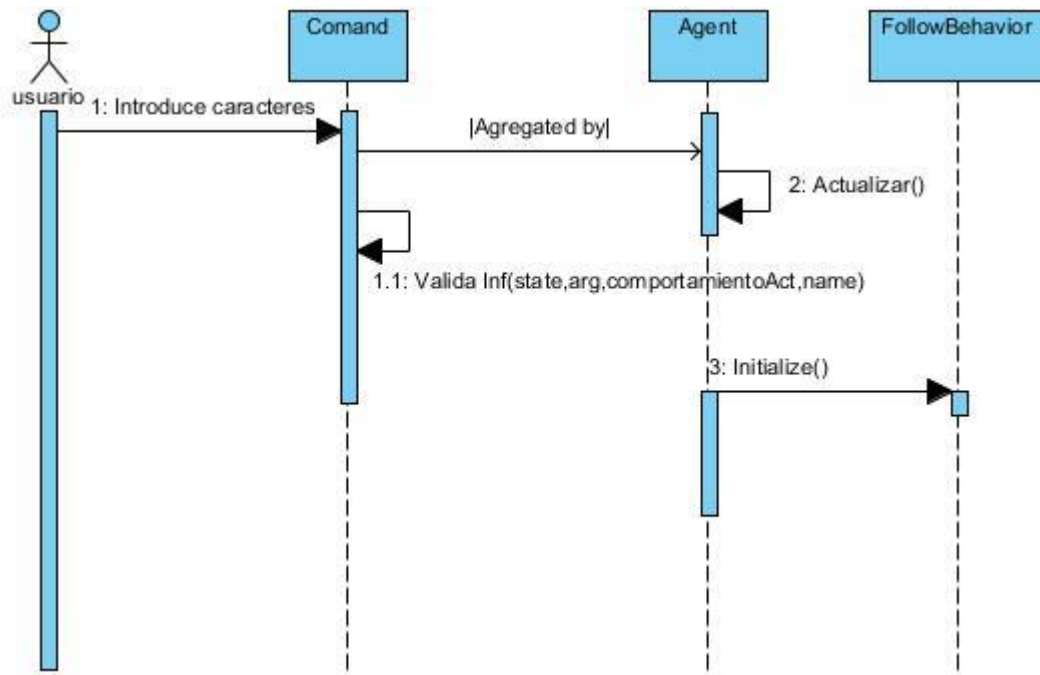 Comand
Agent
FollowBehavior
usuario
1: Introduce caracteres
|Agregated by|
2: Actualizar()
1.1: Valida Inf(state,arg,comportamientoAct,name)
3: Initialize()